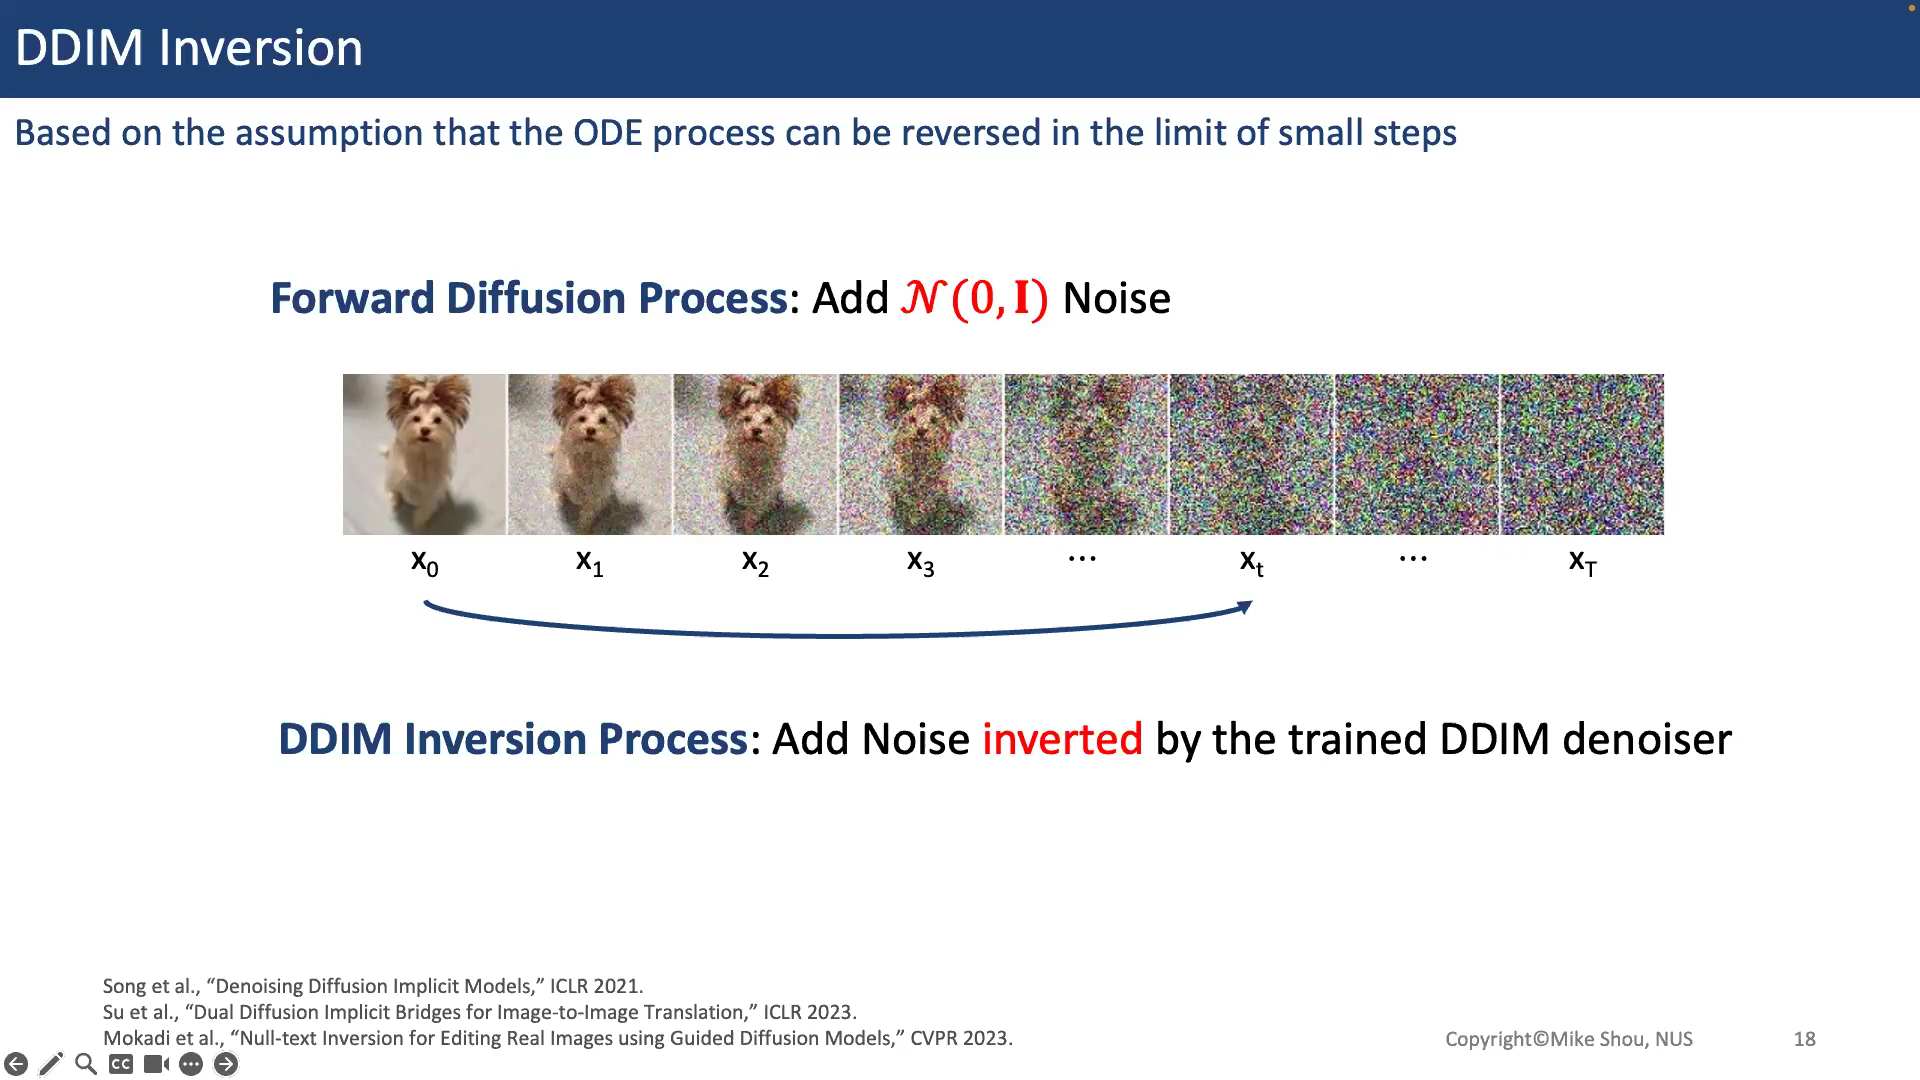 DDIM Inversion
Based on the assumption that the ODE process can be reversed in the limit of small steps
Forward Diffusion Process: Add 𝒩(0, I) Noise
x₀ x₁ x₂ x₃ ⋯ xₜ ⋯ x_T
DDIM Inversion Process: Add Noise inverted by the trained DDIM denoiser
Song et al., “Denoising Diffusion Implicit Models,” ICLR 2021.
Su et al., “Dual Diffusion Implicit Bridges for Image-to-Image Translation,” ICLR 2023.
Mokadi et al., “Null-text Inversion for Editing Real Images using Guided Diffusion Models,” CVPR 2023.
Copyright©Mike Shou, NUS 18
CC